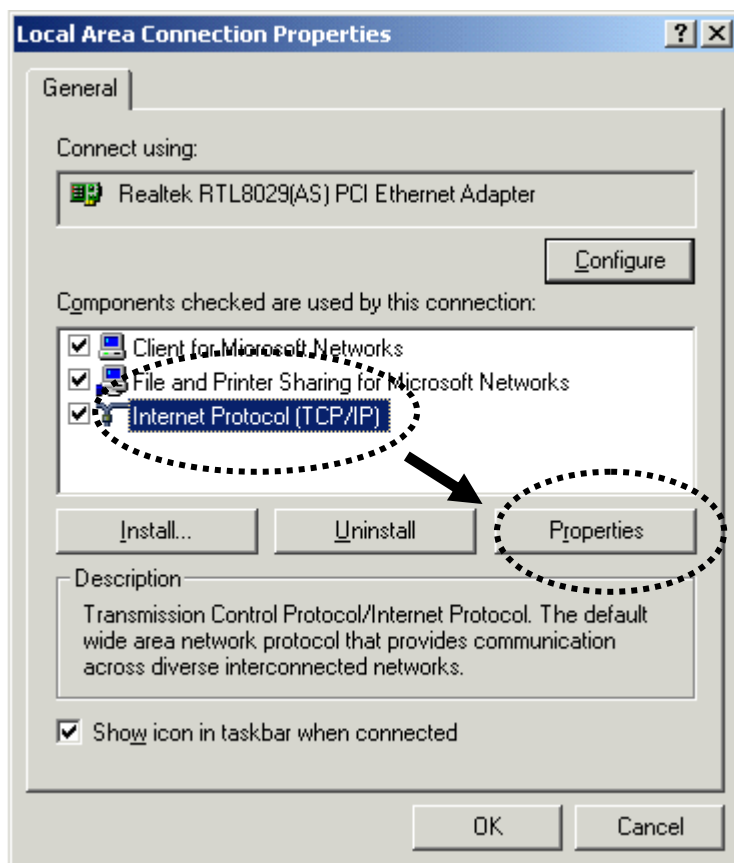 Local Area Connection Properties
General
Connect using:
Realtek RTL8029(AS) PCI Ethernet Adapter
Configure
Components checked are used by this connection:
Client for Microsoft Networks
File and Printer Sharing for Microsoft Networks
Internet Protocol (TCP/IP)
Install...
Uninstall
Properties
Description
Transmission Control Protocol/Internet Protocol. The default
wide area network protocol that provides communication
across diverse interconnected networks.
Show icon in taskbar when connected
OK
Cancel